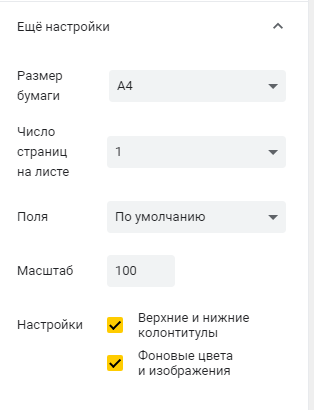 Ещё настройки
Размер
бумаги
A4
Число
страниц
на листе
1
Поля
По умолчанию
Масштаб
100
Настройки
Верхние и нижние
колонтитулы
Фоновые цвета
и изображения